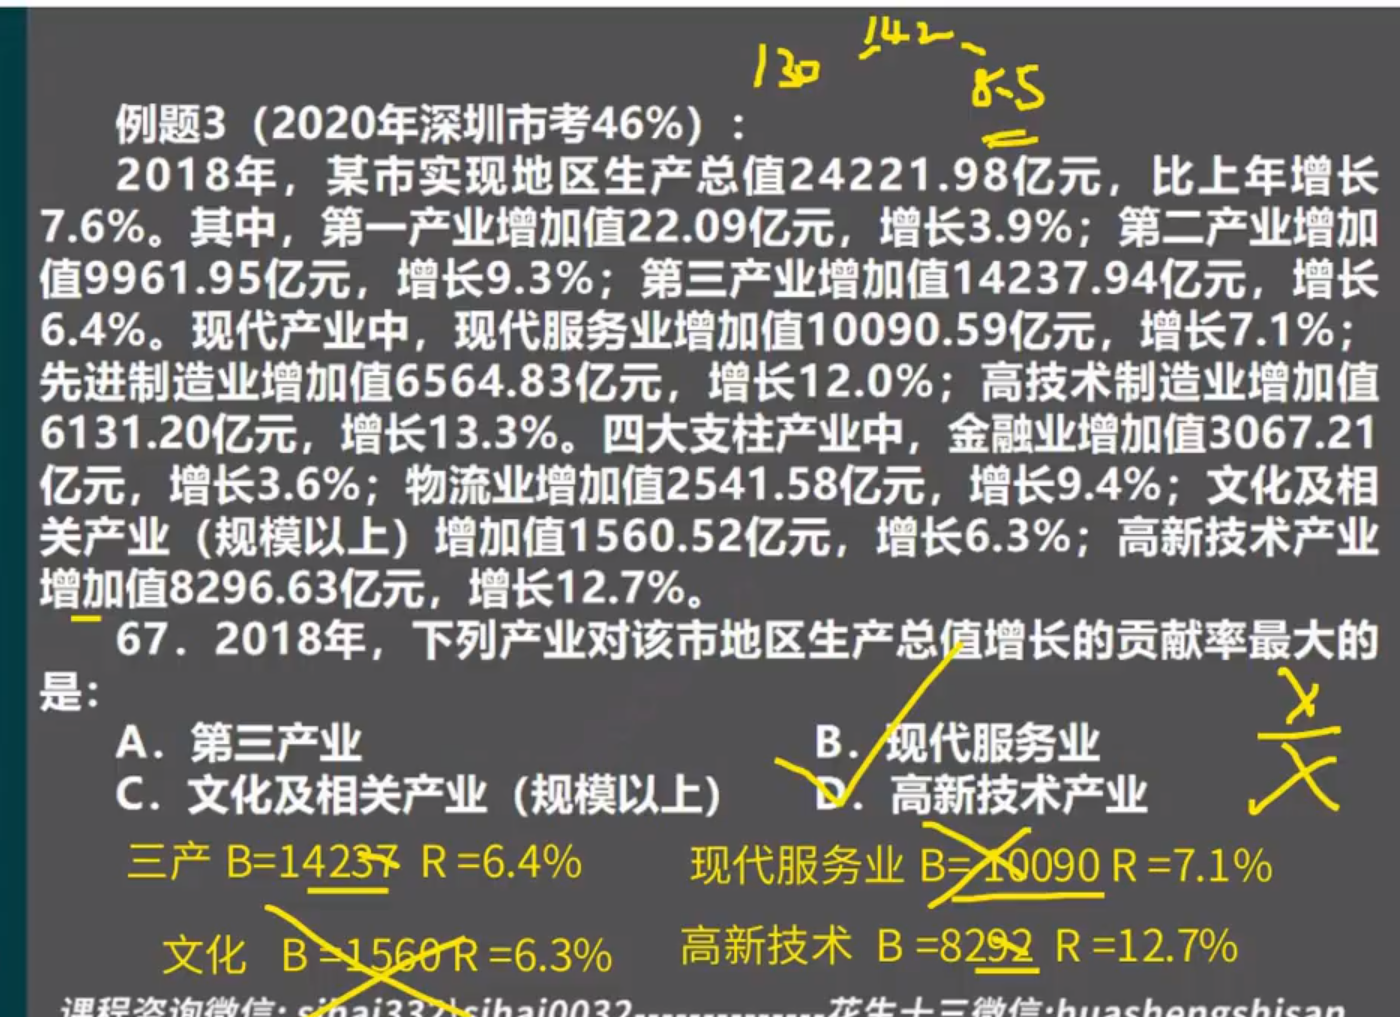 142
130
8.5
例题3（2020年深圳市考46%）：
2018年，某市实现地区生产总值24221.98亿元，比上年增长
7.6%。其中，第一产业增加值22.09亿元，增长3.9%；第二产业增加
值9961.95亿元，增长9.3%；第三产业增加值14237.94亿元，增长
6.4%。现代产业中，现代服务业增加值10090.59亿元，增长7.1%；
先进制造业增加值6564.83亿元，增长12.0%；高技术制造业增加值
6131.20亿元，增长13.3%。四大支柱产业中，金融业增加值3067.21
亿元，增长3.6%；物流业增加值2541.58亿元，增长9.4%；文化及相
关产业（规模以上）增加值1560.52亿元，增长6.3%；高新技术产业
增加值8296.63亿元，增长12.7%。
67．2018年，下列产业对该市地区生产总值增长的贡献率最大的
是：
A．第三产业 B．现代服务业
C．文化及相关产业（规模以上） D．高新技术产业
x
x
三产 B=14237 R =6.4% 现代服务业 B=10090 R =7.1%
文化 B =1560 R =6.3% 高新技术 B =8292 R =12.7%
课程咨询微信: sihai332|sihai0032--------------花生十三微信:huashengshisan